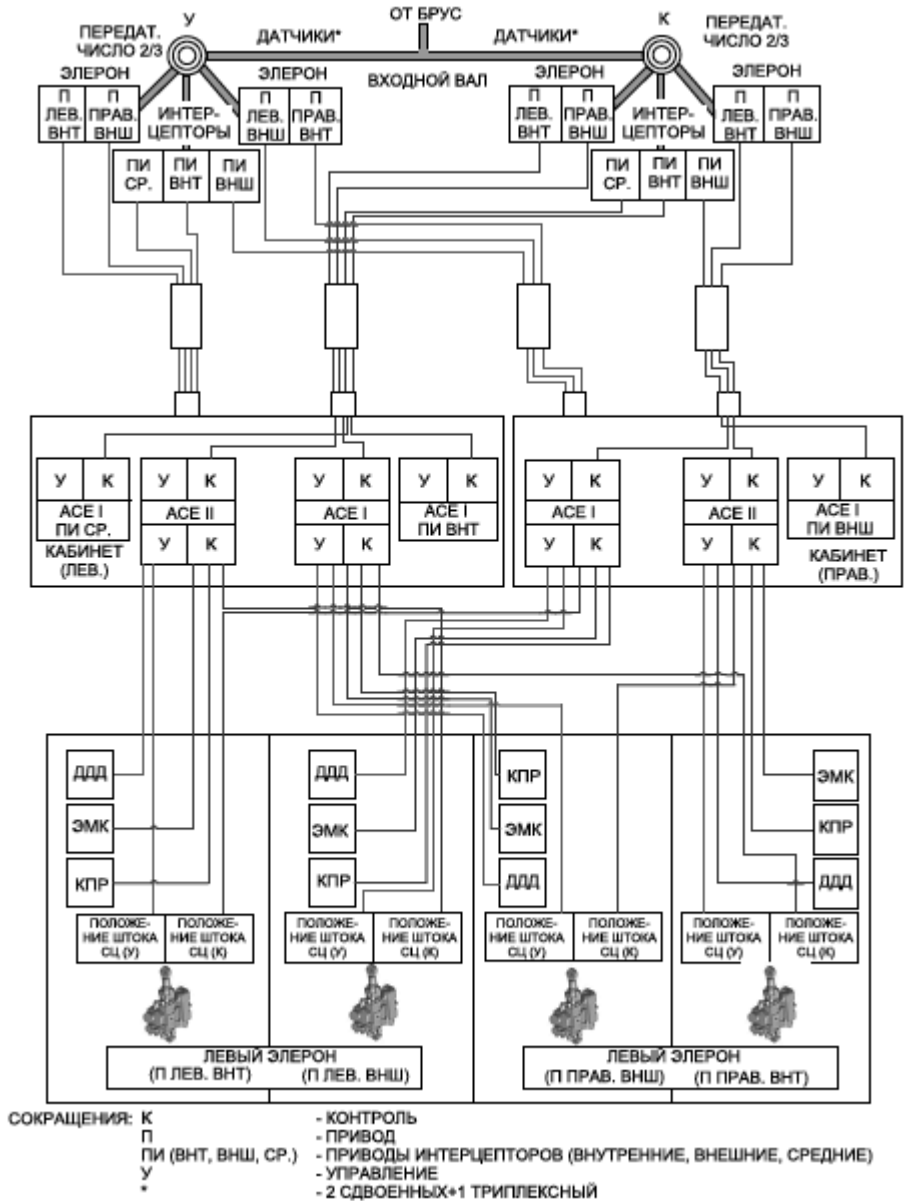 ОТ БРУС
У
К
ПЕРЕДАТ.
ЧИСЛО 2/3
ДАТЧИКИ*
ДАТЧИКИ*
ПЕРЕДАТ.
ЧИСЛО 2/3
ВХОДНОЙ ВАЛ
ЭЛЕРОН
ЭЛЕРОН
ЭЛЕРОН
П
ЛЕВ.
ВНТ
П
ПРАВ.
ВНШ
ИНТЕР-
ЦЕПТОРЫ
П
ЛЕВ.
ВНШ
П
ПРАВ.
ВНТ
П
ЛЕВ.
ВНТ
П
ПРАВ.
ВНШ
ИНТЕР-
ЦЕПТОРЫ
П
ЛЕВ.
ВНТ
П
ПРАВ.
ВНШ
ПИ
СР.
ПИ
ВНТ
ПИ
ВНШ
ПИ
СР.
ПИ
ВНТ
ПИ
ВНШ
У К
ACE I
ПИ СР.
КАБИНЕТ
(ЛЕВ.)
У К
ACE II
У К
У К
ACE I
У К
У К
ACE I
ПИ ВНТ
У К
ACE I
У К
У К
ACE II
У К
У К
ACE I
ПИ ВНШ
КАБИНЕТ
(ПРАВ.)
ДДД
ЭМК
КПР
ПОЛОЖЕ-
НИЕ ШТОКА
СЦ (У)
ПОЛОЖЕ-
НИЕ ШТОКА
СЦ (К)
ДДД
ЭМК
КПР
ПОЛОЖЕ-
НИЕ ШТОКА
СЦ (У)
ПОЛОЖЕ-
НИЕ ШТОКА
СЦ (К)
КПР
ЭМК
ДДД
ПОЛОЖЕ-
НИЕ ШТОКА
СЦ (У)
ПОЛОЖЕ-
НИЕ ШТОКА
СЦ (К)
ЭМК
КПР
ДДД
ПОЛОЖЕ-
НИЕ ШТОКА
СЦ (У)
ПОЛОЖЕ-
НИЕ ШТОКА
СЦ (К)
ЛЕВЫЙ ЭЛЕРОН
(П ЛЕВ. ВНТ) (П ЛЕВ. ВНШ)
ЛЕВЫЙ ЭЛЕРОН
(П ПРАВ. ВНШ) (П ПРАВ. ВНТ)
СОКРАЩЕНИЯ: К - КОНТРОЛЬ
П - ПРИВОД
ПИ (ВНТ, ВНШ, СР.) - ПРИВОДЫ ИНТЕРЦЕПТОРОВ (ВНУТРЕННИЕ, ВНЕШНИЕ, СРЕДНИЕ)
У - УПРАВЛЕНИЕ
* - 2 СДВОЕННЫХ+1 ТРИПЛЕКСНЫЙ